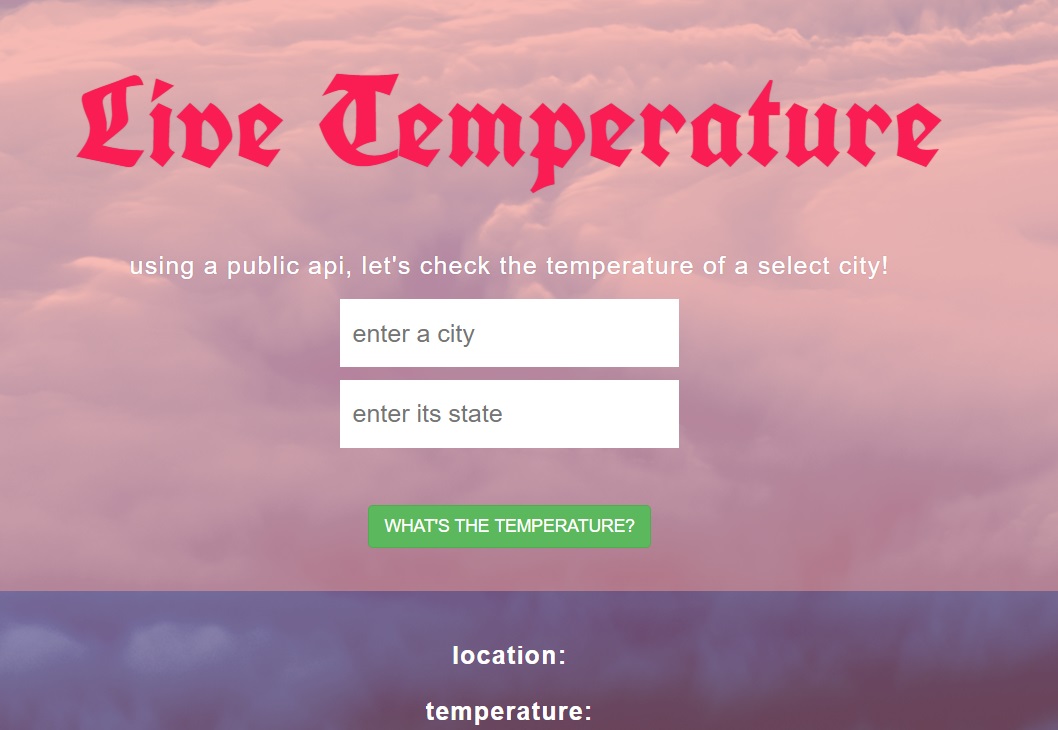 Live Temperature
using a public api, let's check the temperature of a select city!
enter a city
enter its state
WHAT'S THE TEMPERATURE?
location:
temperature: